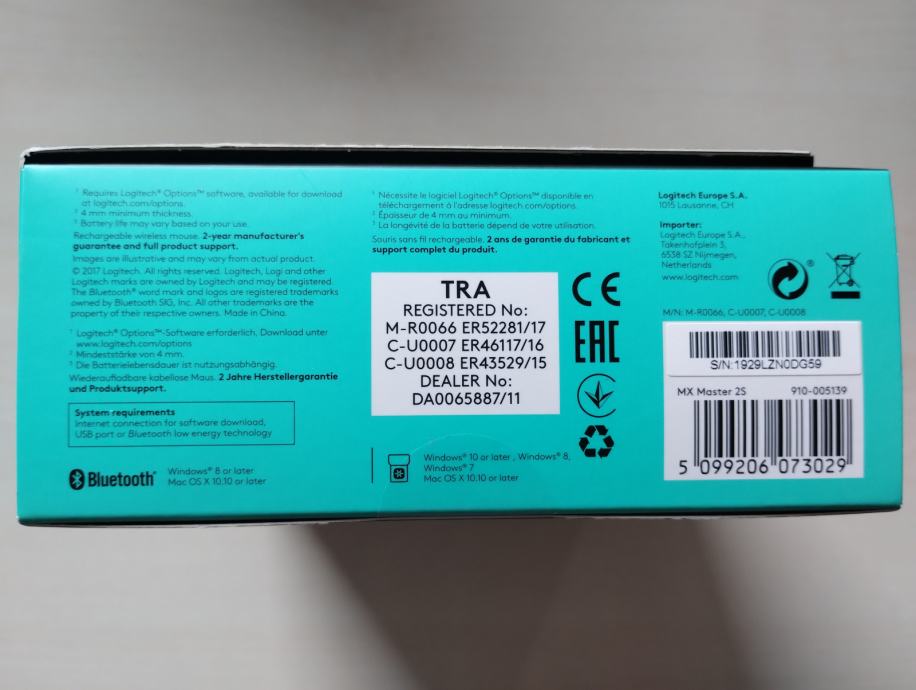 ¹ Requires Logitech® Options™ software, available for download
at logitech.com/options.
² 4 mm minimum thickness.
³ Battery life may vary based on your use.
Rechargeable wireless mouse. 2-year manufacturer's
guarantee and full product support.
Images are illustrative and may vary from actual product.
© 2017 Logitech. All rights reserved. Logitech, Logi and other
Logitech marks are owned by Logitech and may be registered.
The Bluetooth® word mark and logos are registered trademarks
owned by Bluetooth SIG, Inc. All other trademarks are the
property of their respective owners. Made in China.
¹ Logitech® Options™-Software erforderlich, Download unter
www.logitech.com/options
² Mindeststärke von 4 mm.
³ Die Batterielebensdauer ist nutzungsabhängig.
Wiederaufladbare kabellose Maus. 2 Jahre Herstellergarantie
und Produktsupport.
System requirements
Internet connection for software download,
USB port or Bluetooth low energy technology
Bluetooth®
Windows® 8 or later
Mac OS X 10.10 or later
¹ Nécessite le logiciel Logitech® Options™ disponible en
téléchargement à l'adresse logitech.com/options.
² Épaisseur de 4 mm au minimum.
³ La longévité de la batterie dépend de votre utilisation.
Souris sans fil rechargeable. 2 ans de garantie du fabricant et
support complet du produit.
TRA
REGISTERED No:
M-R0066 ER52281/17
C-U0007 ER46117/16
C-U0008 ER43529/15
DEALER No:
DA0065887/11
CE
EAC
Windows® 10 or later, Windows® 8,
Windows® 7
Mac OS X 10.10 or later
Logitech Europe S.A.
1015 Lausanne, CH
Importer:
Logitech Europe S.A.,
Takenhofplein 3,
6538 SZ Nijmegen,
Netherlands
www.logitech.com
M/N: M-R0066, C-U0007, C-U0008
S/N:1929LZN0DG59
MX Master 2S 910-005139
5 099206 073029